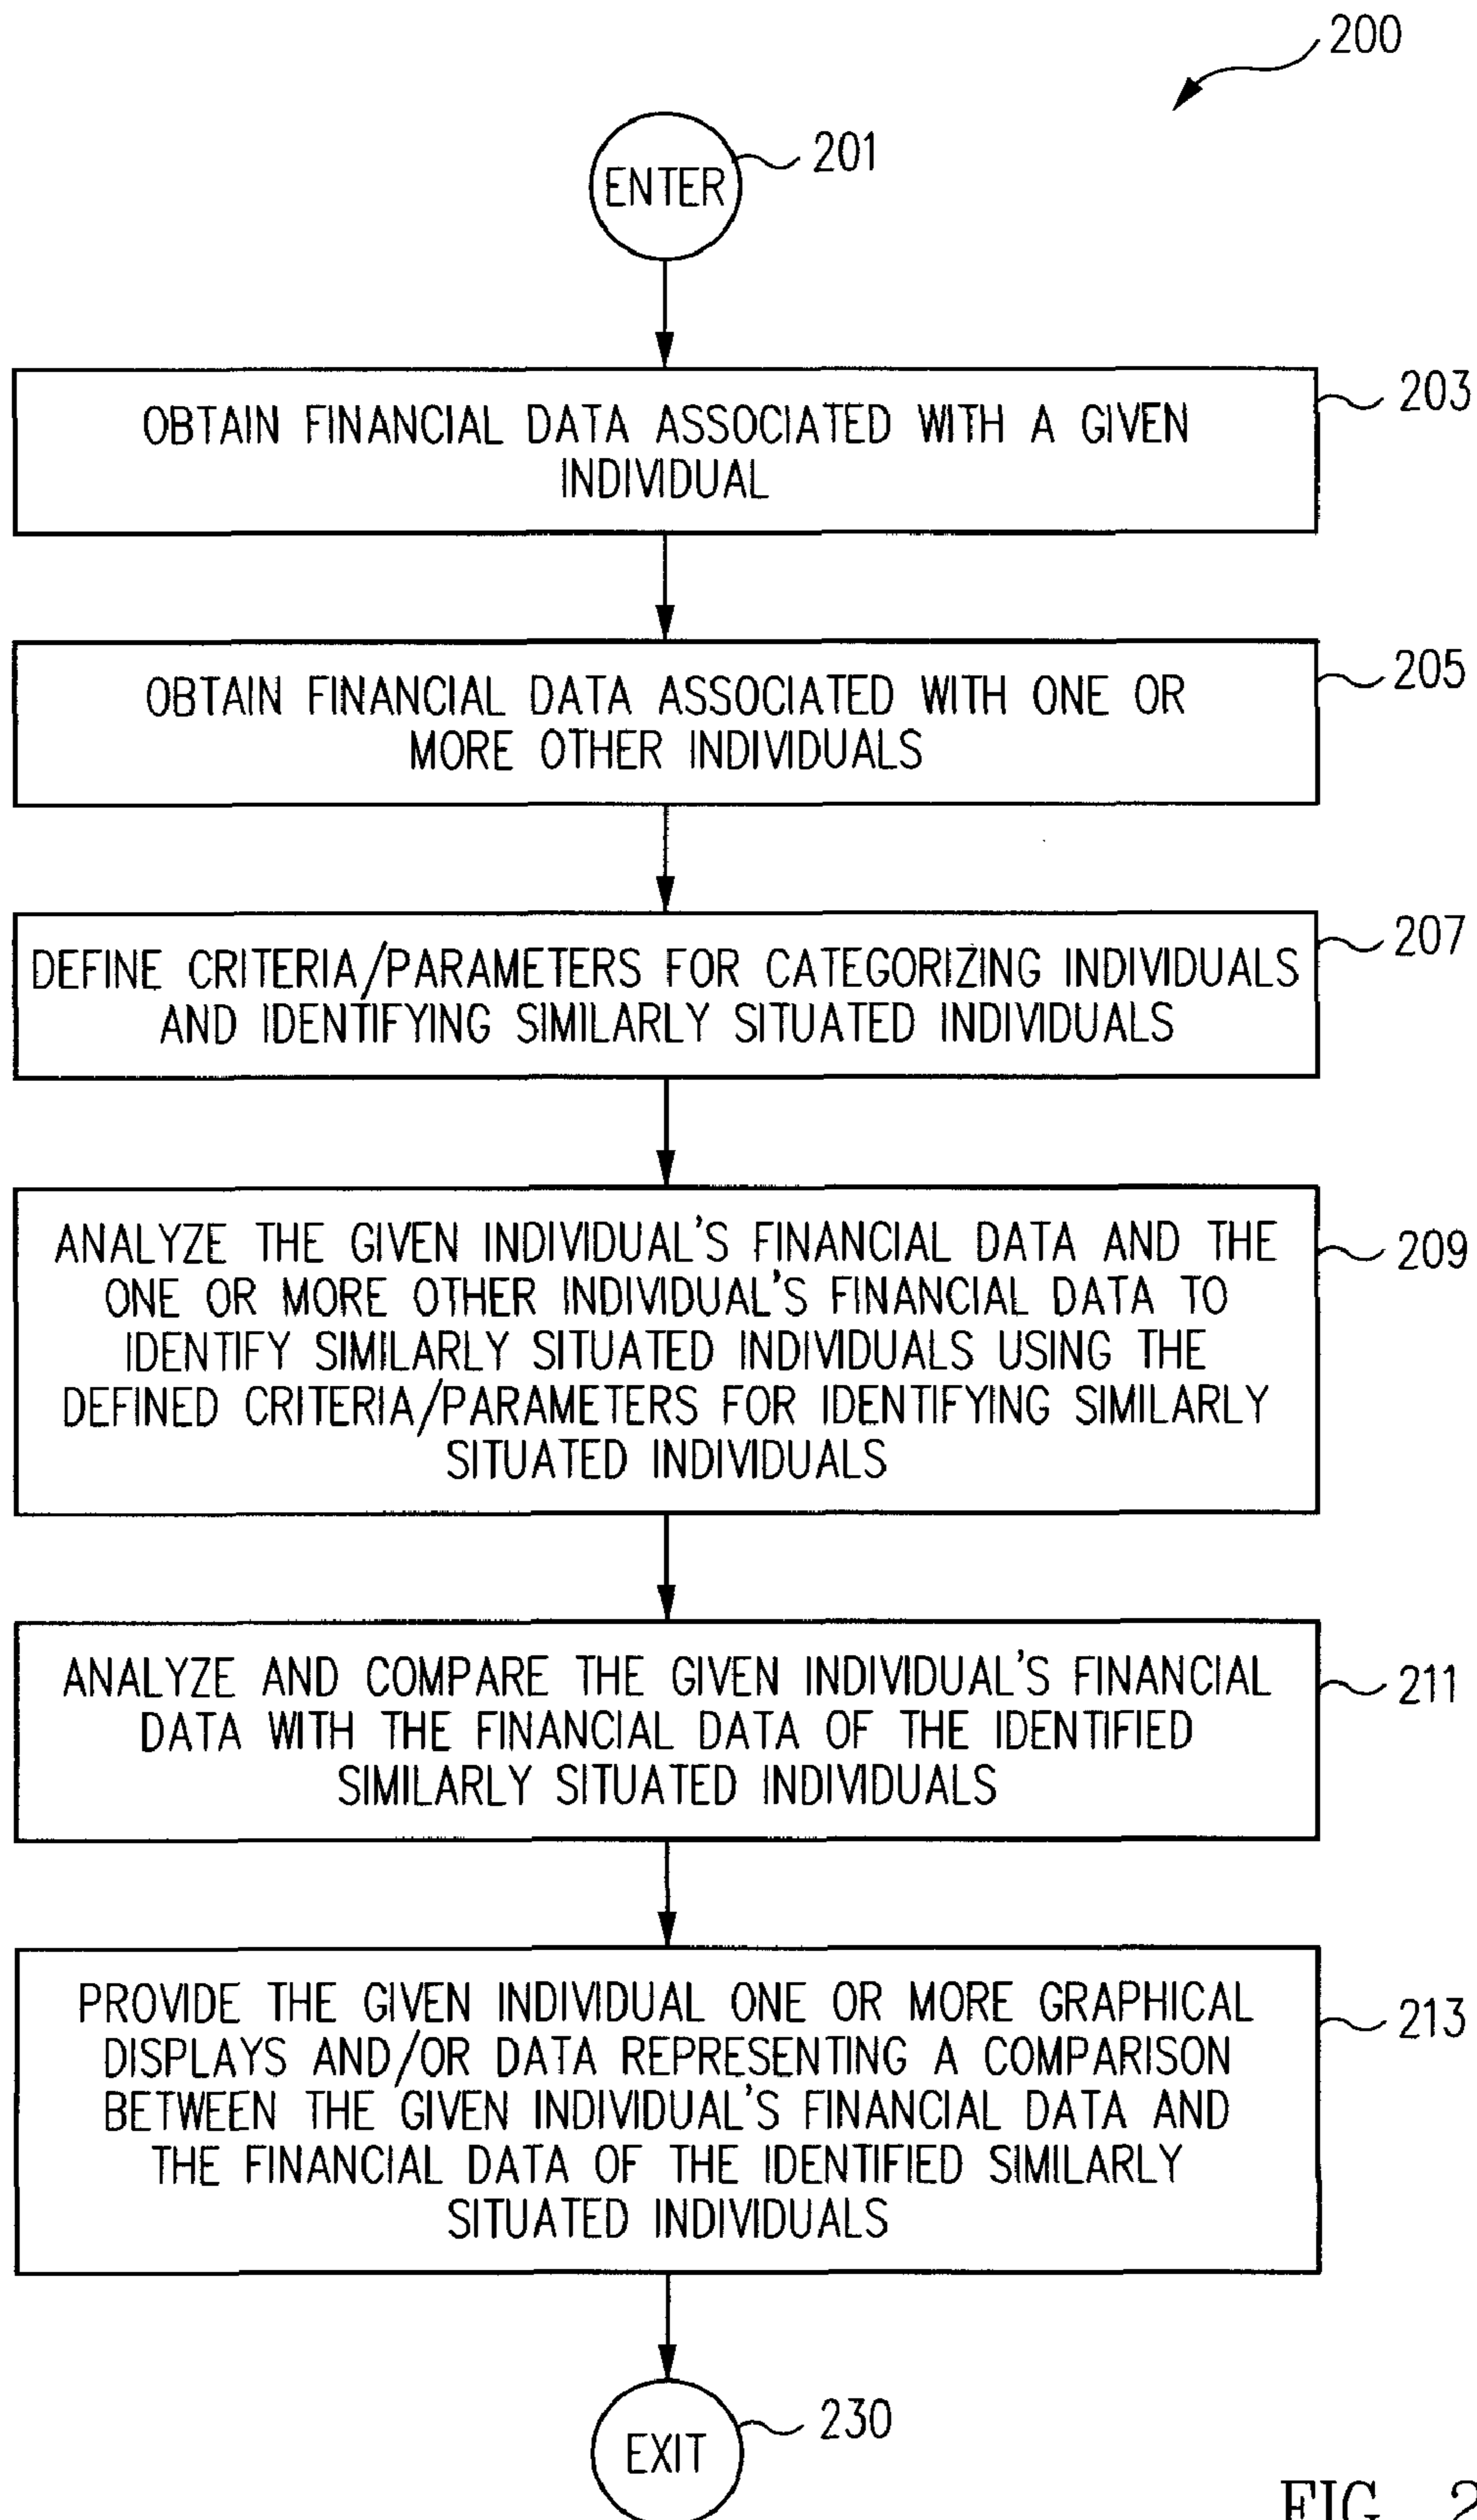 200
ENTER
201
OBTAIN FINANCIAL DATA ASSOCIATED WITH A GIVEN
INDIVIDUAL
203
OBTAIN FINANCIAL DATA ASSOCIATED WITH ONE OR
MORE OTHER INDIVIDUALS
205
DEFINE CRITERIA/PARAMETERS FOR CATEGORIZING INDIVIDUALS
AND IDENTIFYING SIMILARLY SITUATED INDIVIDUALS
207
ANALYZE THE GIVEN INDIVIDUAL'S FINANCIAL DATA AND THE
ONE OR MORE OTHER INDIVIDUAL'S FINANCIAL DATA TO
IDENTIFY SIMILARLY SITUATED INDIVIDUALS USING THE
DEFINED CRITERIA/PARAMETERS FOR IDENTIFYING SIMILARLY
SITUATED INDIVIDUALS
209
ANALYZE AND COMPARE THE GIVEN INDIVIDUAL'S FINANCIAL
DATA WITH THE FINANCIAL DATA OF THE IDENTIFIED
SIMILARLY SITUATED INDIVIDUALS
211
PROVIDE THE GIVEN INDIVIDUAL ONE OR MORE GRAPHICAL
DISPLAYS AND/OR DATA REPRESENTING A COMPARISON
BETWEEN THE GIVEN INDIVIDUAL'S FINANCIAL DATA AND
THE FINANCIAL DATA OF THE IDENTIFIED SIMILARLY
SITUATED INDIVIDUALS
213
EXIT
230
FIG. 2